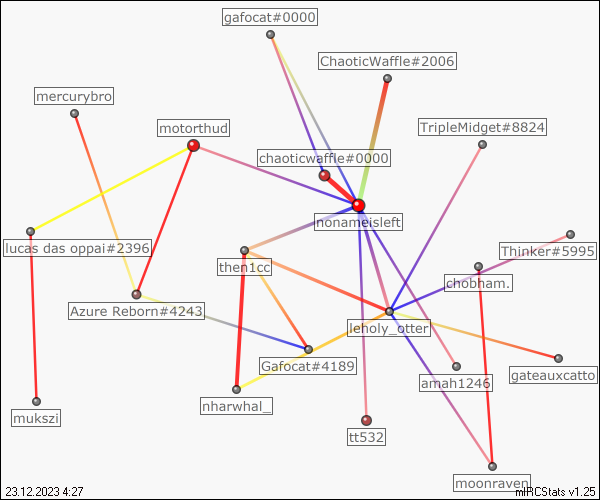 gafocat#0000
ChaoticWaffle#2006
mercurybro
motorthud
TripleMidget#8824
chaoticwaffle#0000
nonameisleft
lucas das oppai#2396
then1cc
Thinker#5995
chobham.
Azure Reborn#4243
leholy_otter
Gafocat#4189
gateauxcatto
amah1246
nharwhal_
mukszi
tt532
moonraven
23.12.2023 4:27
mIRCStats v1.25